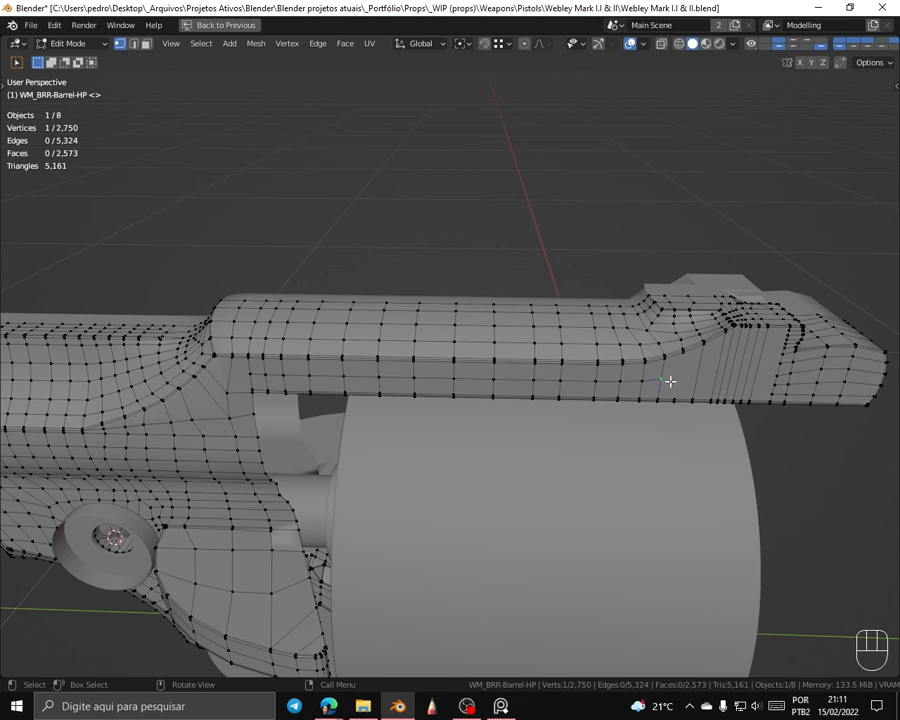 Blender* [C:\Users\pedro\Desktop\_Arquivos\Projetos Ativos\Blender\Blender projetos atuais\_Portfólio\Props\_WIP (props)\Weapons\Pistols\Webley Mark I.I & II\Webley Mark I.I & II.blend]
File Edit Render Window Help Back to Previous Main Scene 2 Modelling
Edit Mode View Select Add Mesh Vertex Edge Face UV Global
X Y Z Options
User Perspective
(1) WM_BRR-Barrel-HP <>
Objects 1/8
Vertices 1/2,750
Edges 0/5,324
Faces 0/2,573
Triangles 5,161
Select Box Select Rotate View Call Menu WM_BRR-Barrel-HP | Verts:1/2,750 | Edges:0/5,324 | Faces:0/2,573 | Tris:5,161 | Objects:1/8 | Memory: 133.5 MiB | VRAM
Digite aqui para pesquisar 21°C POR 21:11
PTB2 15/02/2022